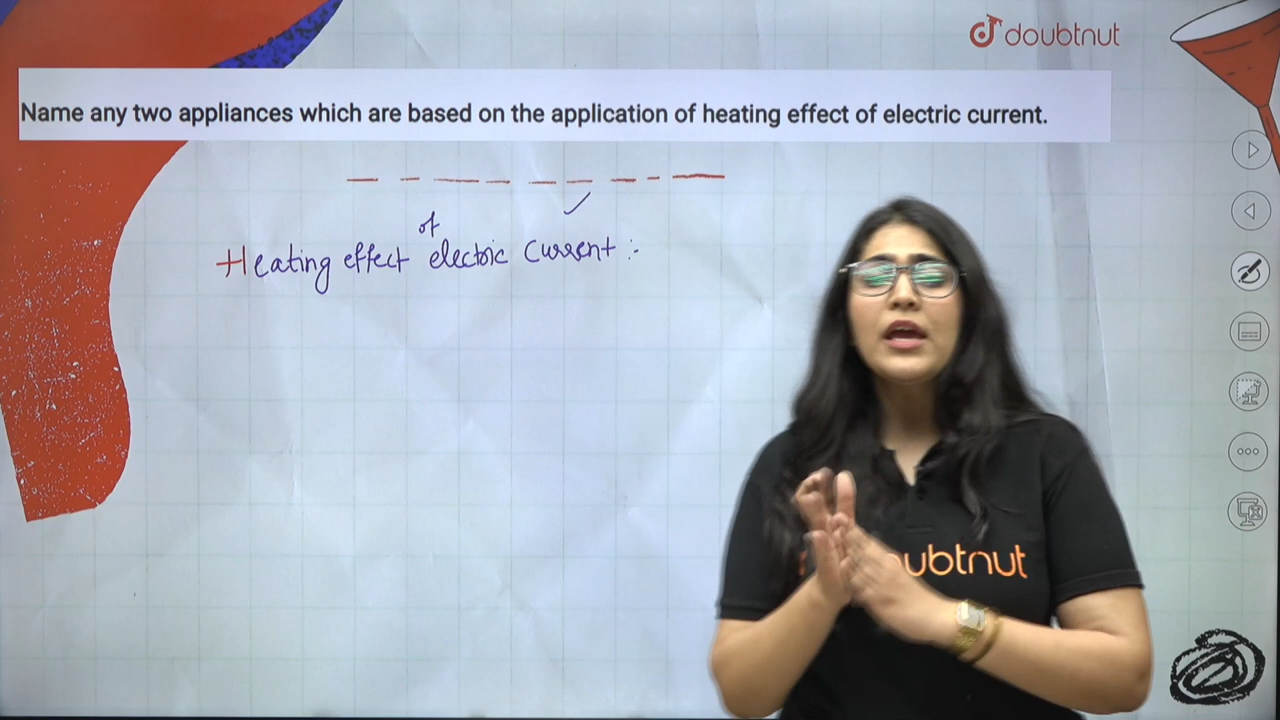 doubtnut
Name any two appliances which are based on the application of heating effect of electric current.
of
Heating effect electric current :-
oubtnut